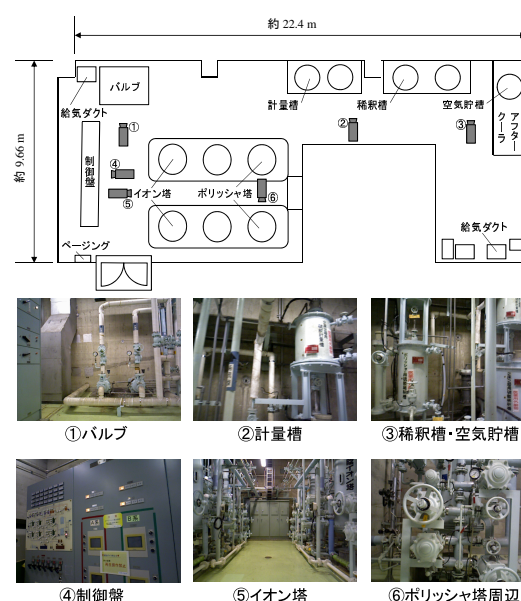 約 22.4 m
約 9.66 m
バルブ
給気ダクト
計量槽
稀釈槽
空気貯槽
アフター
クーラ
①
②
③
制御盤
④
イオン塔
ポリッシャ塔
⑤
⑥
ページング
給気ダクト
①バルブ
②計量槽
③稀釈槽・空気貯槽
④制御盤
⑤イオン塔
⑥ポリッシャ塔周辺